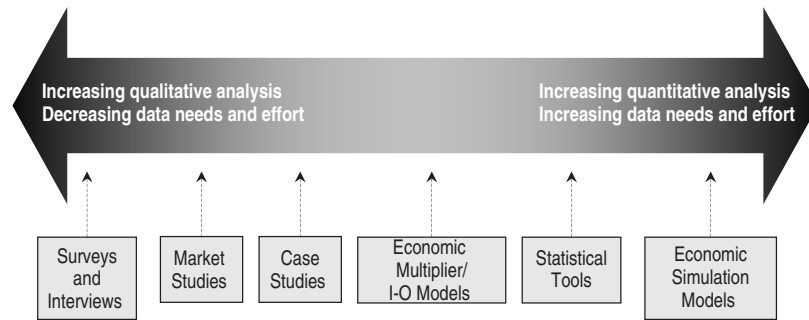 Increasing qualitative analysis
Decreasing data needs and effort
Increasing quantitative analysis
Increasing data needs and effort
Surveys
and
Interviews
Market
Studies
Case
Studies
Economic
Multiplier/
I-O Models
Statistical
Tools
Economic
Simulation
Models